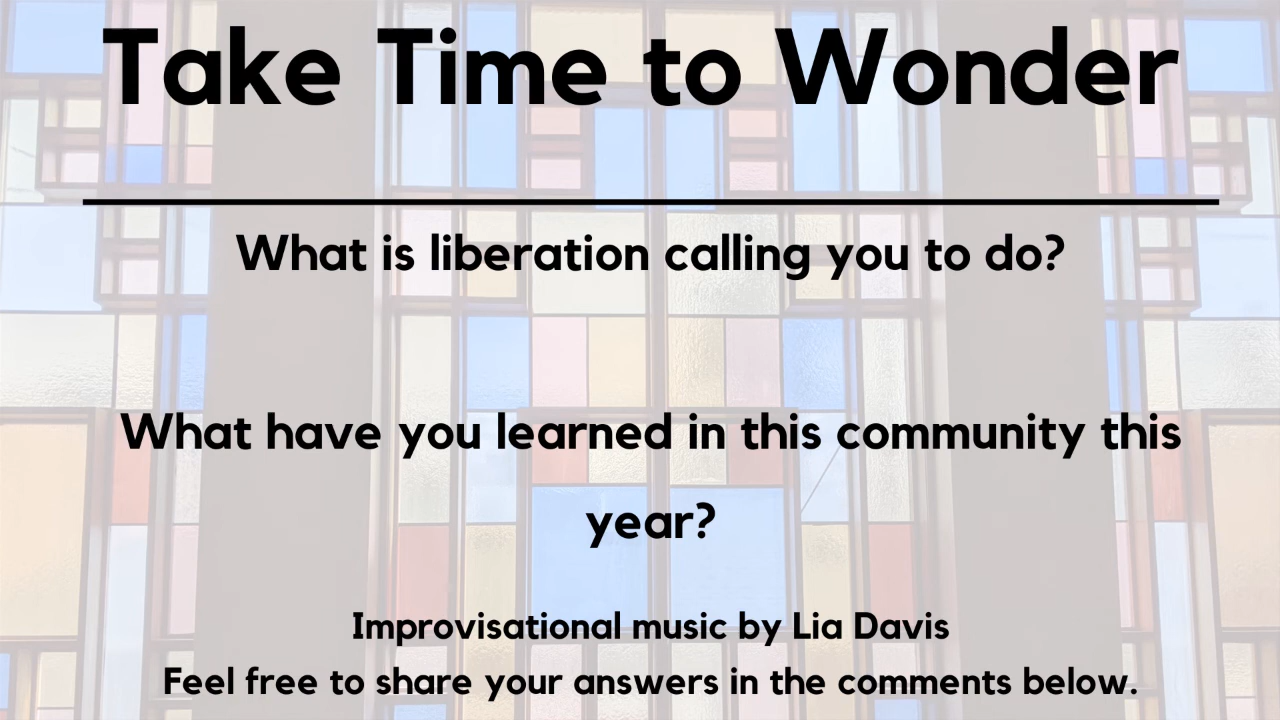 Take Time to Wonder
What is liberation calling you to do?
What have you learned in this community this
year?
Improvisational music by Lia Davis
Feel free to share your answers in the comments below.